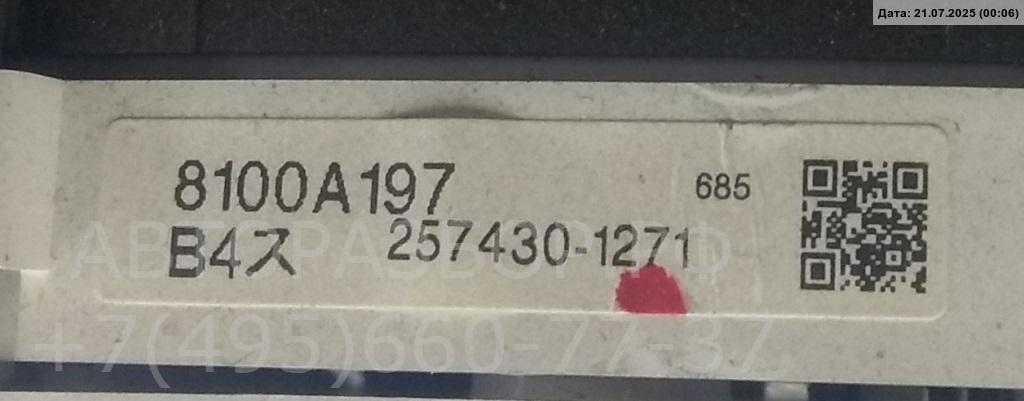 Дата: 21.07.2025 (00:06)
8100A197 685
B4ス 257430-1271
АВТОРАЗБОР.РФ
+7(495)660-77-37